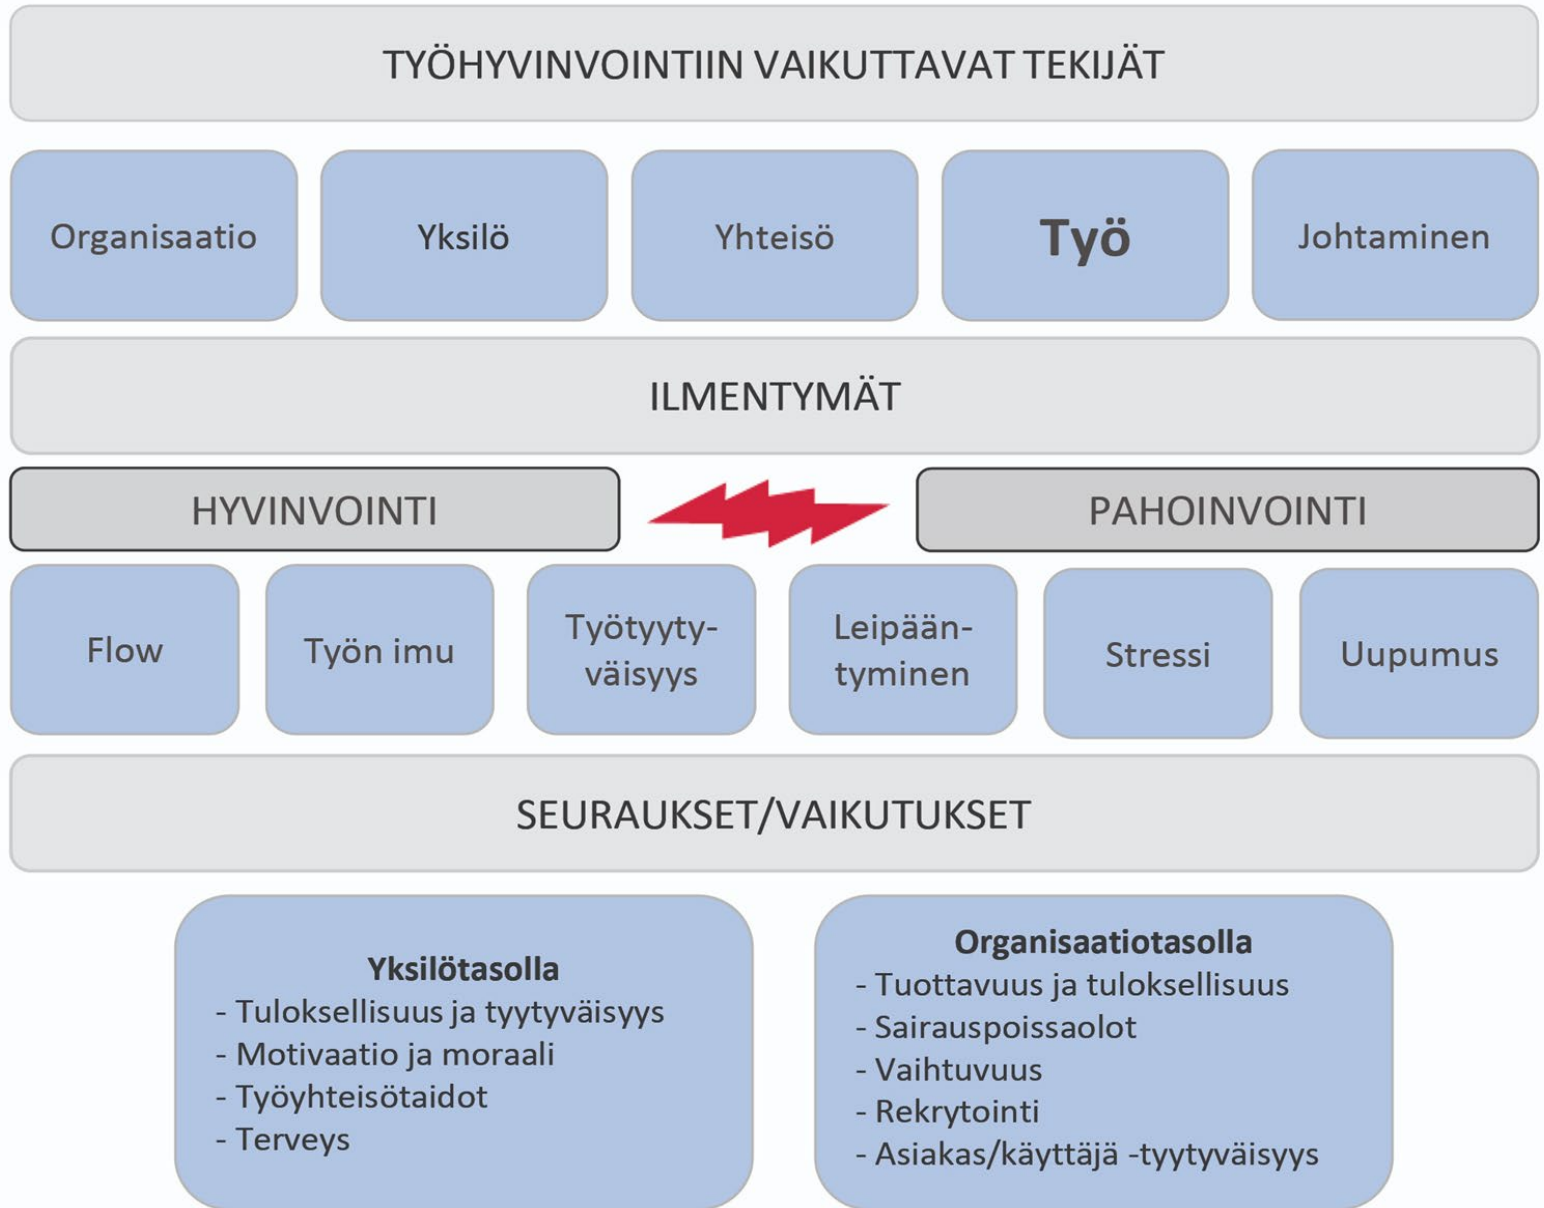 TYÖHYVINVOINTIIN VAIKUTTAVAT TEKIJÄT
Organisaatio
Yksilö
Yhteisö
Työ
Johtaminen
ILMENTYMÄT
HYVINVOINTI
PAHOINVOINTI
Flow
Työn imu
Työtyyty-
väisyys
Leipään-
tyminen
Stressi
Uupumus
SEURAUKSET/VAIKUTUKSET
Yksilötasolla
- Tuloksellisuus ja tyytyväisyys
- Motivaatio ja moraali
- Työyhteisötaidot
- Terveys
Organisaatiotasolla
- Tuottavuus ja tuloksellisuus
- Sairauspoissaolot
- Vaihtuvuus
- Rekrytointi
- Asiakas/käyttäjä -tyytyväisyys